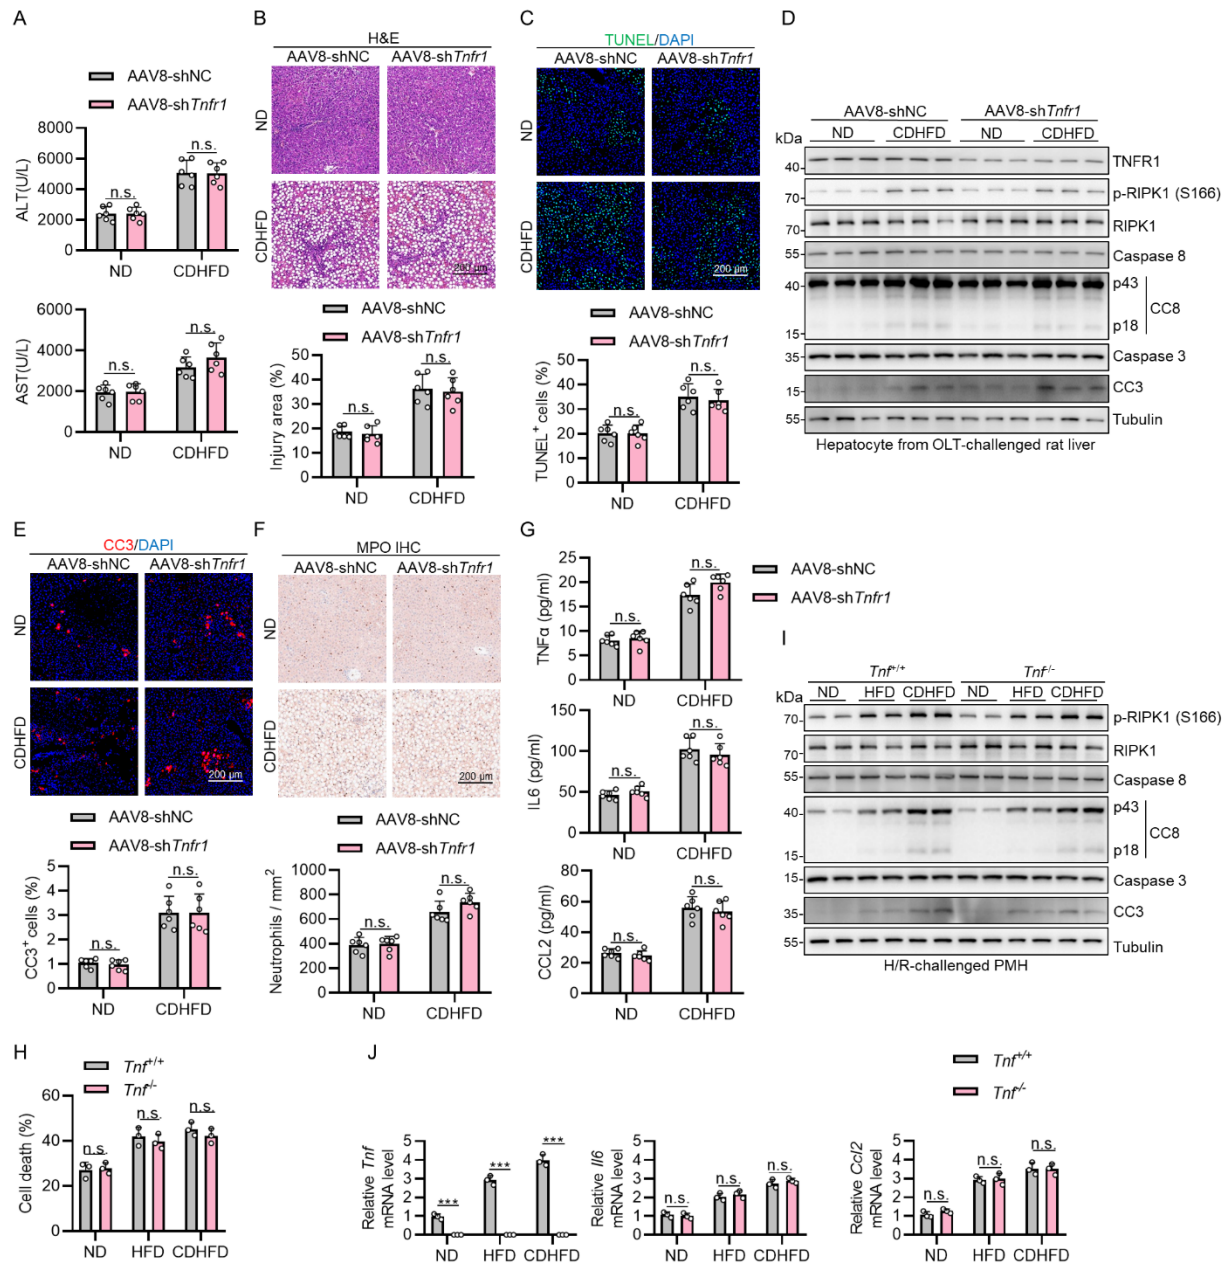 A
AAV8-shNC
AAV8-shTnfr1
ALT(U/L)
8000
6000
4000
2000
0
n.s.
n.s.
ND
CDHFD
AST(U/L)
6000
4000
2000
0
n.s.
n.s.
ND
CDHFD
B
H&E
AAV8-shNC
AAV8-shTnfr1
ND
CDHFD
200 µm
AAV8-shNC
AAV8-shTnfr1
Injury area (%)
60
40
20
0
n.s.
n.s.
ND
CDHFD
C
TUNEL/DAPI
AAV8-shNC
AAV8-shTnfr1
ND
CDHFD
200 µm
AAV8-shNC
AAV8-shTnfr1
TUNEL+ cells (%)
50
40
30
20
10
0
n.s.
n.s.
ND
CDHFD
D
AAV8-shNC
AAV8-shTnfr1
kDa
ND
CDHFD
ND
CDHFD
40
TNFR1
70
p-RIPK1 (S166)
70
RIPK1
55
Caspase 8
40
p43
CC8
15
p18
35
Caspase 3
15
CC3
55
Tubulin
Hepatocyte from OLT-challenged rat liver
E
CC3/DAPI
AAV8-shNC
AAV8-shTnfr1
ND
CDHFD
200 µm
AAV8-shNC
AAV8-shTnfr1
CC3+ cells (%)
5
4
3
2
1
0
n.s.
n.s.
ND
CDHFD
F
MPO IHC
AAV8-shNC
AAV8-shTnfr1
ND
CDHFD
200 µm
AAV8-shNC
AAV8-shTnfr1
Neutrophils / mm2
1000
800
600
400
200
0
n.s.
n.s.
ND
CDHFD
G
AAV8-shNC
AAV8-shTnfr1
TNFα (pg/ml)
25
20
15
10
5
0
n.s.
n.s.
ND
CDHFD
IL6 (pg/ml)
150
100
50
0
n.s.
n.s.
ND
CDHFD
CCL2 (pg/ml)
80
60
40
20
0
n.s.
n.s.
ND
CDHFD
I
Tnf+/+
Tnf-/-
kDa
ND
HFD
CDHFD
ND
HFD
CDHFD
70
p-RIPK1 (S166)
70
RIPK1
55
Caspase 8
40
p43
CC8
15
p18
15
Caspase 3
35
CC3
55
Tubulin
H/R-challenged PMH
H
Tnf+/+
Tnf-/-
Cell death (%)
60
40
20
0
n.s.
n.s.
n.s.
ND
HFD
CDHFD
J
Tnf+/+
Tnf-/-
Relative Tnf
mRNA level
5
4
3
2
1
0
***
***
***
ND
HFD
CDHFD
Relative Il6
mRNA level
5
4
3
2
1
0
n.s.
n.s.
n.s.
ND
HFD
CDHFD
Relative Ccl2
mRNA level
5
4
3
2
1
0
n.s.
n.s.
n.s.
ND
HFD
CDHFD